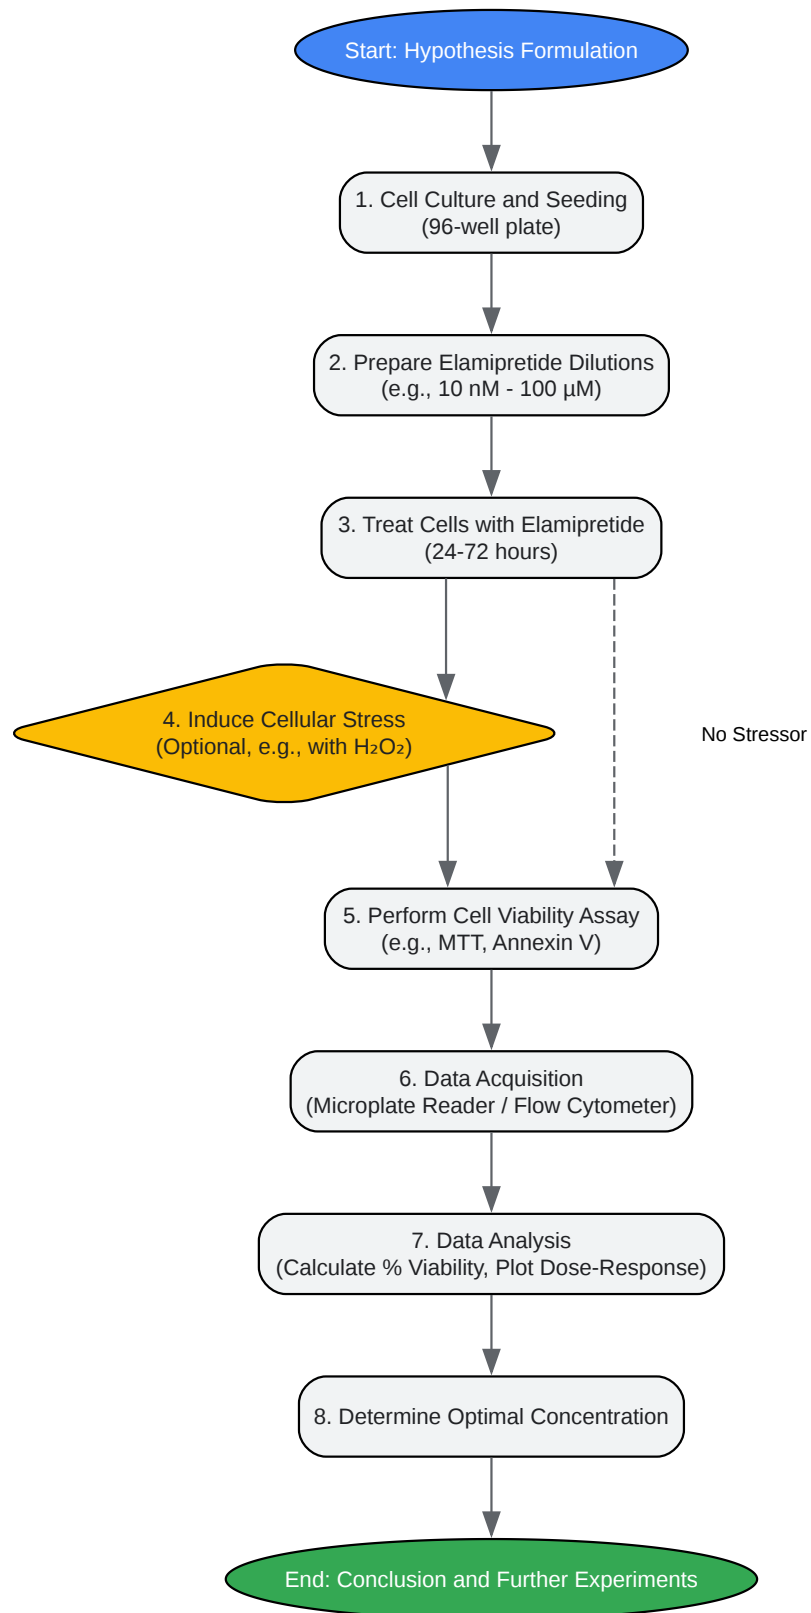 Start: Hypothesis Formulation
1. Cell Culture and Seeding
(96-well plate)
2. Prepare Elamipretide Dilutions
(e.g., 10 nM - 100 µM)
3. Treat Cells with Elamipretide
(24-72 hours)
4. Induce Cellular Stress
(Optional, e.g., with H₂O₂)
No Stressor
5. Perform Cell Viability Assay
(e.g., MTT, Annexin V)
6. Data Acquisition
(Microplate Reader / Flow Cytometer)
7. Data Analysis
(Calculate % Viability, Plot Dose-Response)
8. Determine Optimal Concentration
End: Conclusion and Further Experiments